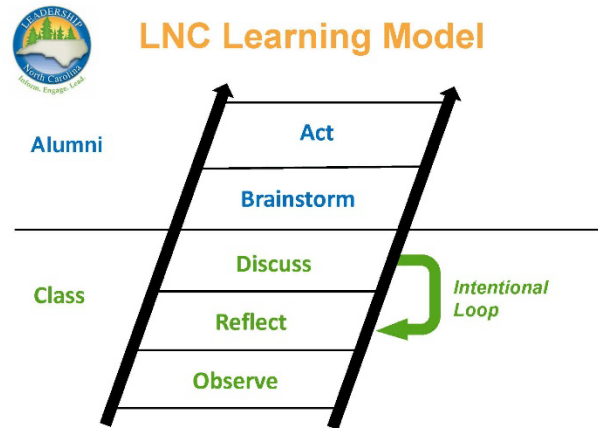 LEADERSHIP
North Carolina
Inform. Engage. Lead.
LNC Learning Model
Alumni
Act
Brainstorm
Discuss
Class
Intentional
Loop
Reflect
Observe